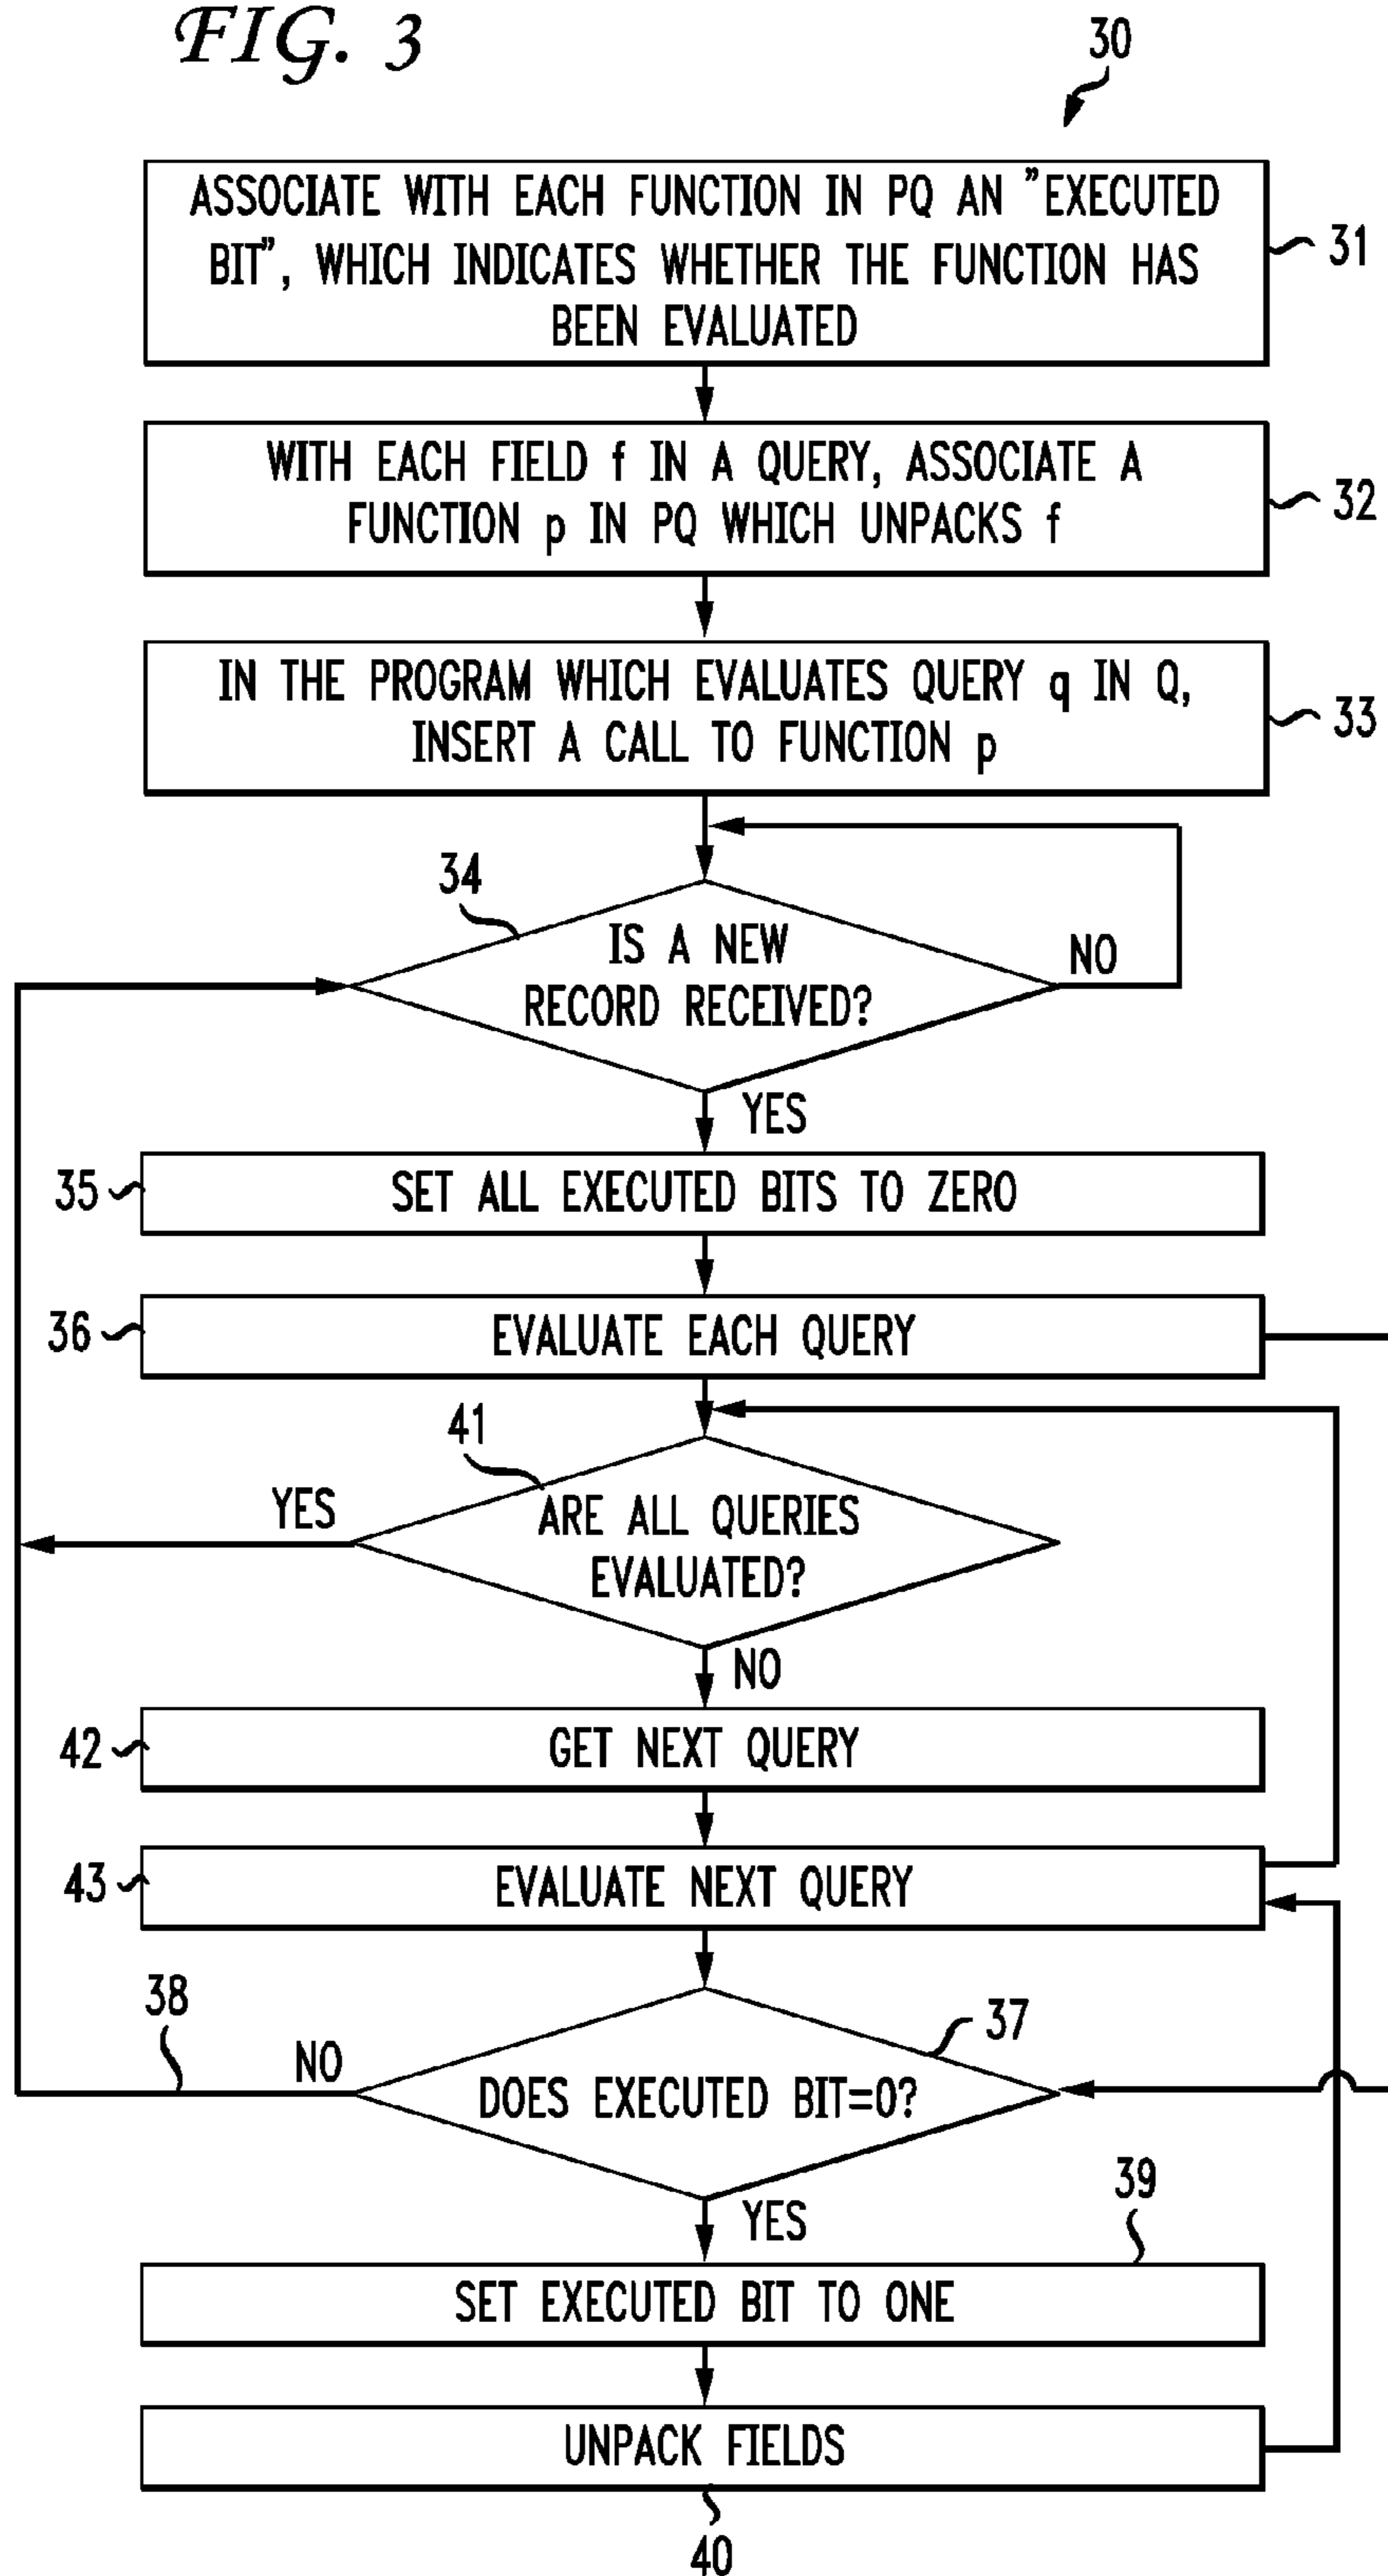 FIG. 3
30
ASSOCIATE WITH EACH FUNCTION IN PQ AN "EXECUTED
BIT", WHICH INDICATES WHETHER THE FUNCTION HAS
BEEN EVALUATED
31
WITH EACH FIELD f IN A QUERY, ASSOCIATE A
FUNCTION p IN PQ WHICH UNPACKS f
32
IN THE PROGRAM WHICH EVALUATES QUERY q IN Q,
INSERT A CALL TO FUNCTION p
33
34
IS A NEW
RECORD RECEIVED?
NO
YES
35
SET ALL EXECUTED BITS TO ZERO
36
EVALUATE EACH QUERY
41
YES
ARE ALL QUERIES
EVALUATED?
NO
42
GET NEXT QUERY
43
EVALUATE NEXT QUERY
38
NO
37
DOES EXECUTED BIT=0?
YES
39
SET EXECUTED BIT TO ONE
UNPACK FIELDS
40